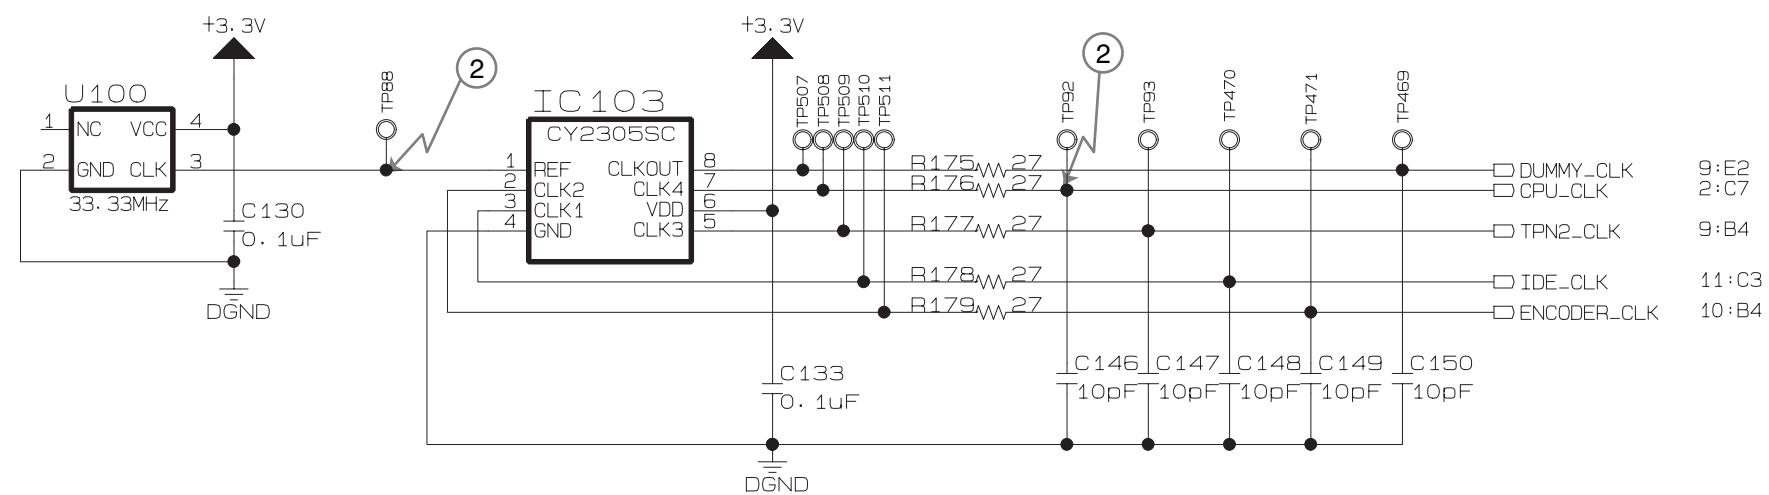 +3.3V
+3.3V
2
2
TP88
TP507
TP508
TP509
TP510
TP511
TP92
TP93
TP470
TP471
TP469
U100
IC103
1 NC VCC 4
CY2305SC
2 GND CLK 3
1 REF CLKOUT 8
R175 27
DUMMY_CLK 9:E2
2 CLK2 CLK4 7
R176 27
CPU_CLK 2:C7
33.33MHz
3 CLK1 VDD 6
C130
0.1uF
4 GND CLK3 5
R177 27
TPN2_CLK 9:B4
R178 27
IDE_CLK 11:C3
DGND
R179 27
ENCODER_CLK 10:B4
C133
0.1uF
C146
10pF
C147
10pF
C148
10pF
C149
10pF
C150
10pF
DGND